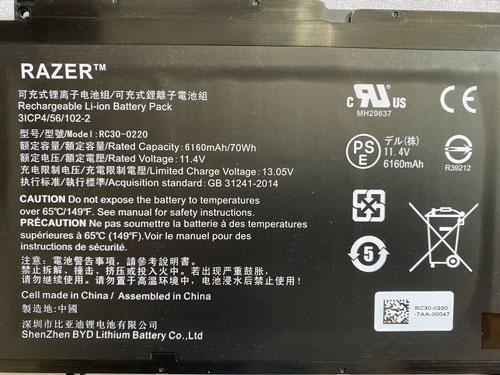 RAZER™
可充式锂离子电池组/可充式鋰離子電池組
Rechargeable Li-ion Battery Pack
3ICP4/56/102-2
型号/型號/Model: RC30-0220
额定容量/額定容量/Rated Capacity: 6160mAh/70Wh
额定电压/額定電壓/Rated Voltage: 11.4V
充电限制电压/充電限制電壓/Limited Charge Voltage: 13.05V
执行标准/執行標準/Acquisition standard: GB 31241-2014
CAUTION Do not expose the battery to temperatures
over 65°C/149°F. See manual for safety instructions.
PRÉCAUTION Ne pas soumettre la batterie à des temperatures
supérieures à 65°C (149°F). Voir le manuel pour des
instructions de sécurité.
注意: 電池警告事項, 請參考說明書。
禁止拆解、撞击、挤压或投入火中。若出现严重鼓胀,
请勿继续使用。请勿置于高温环境中, 电池浸水后禁止使用!
Cell made in China / Assembled in China
製造地: 中國
深圳市比亚迪锂电池有限公司
ShenZhen BYD Lithium Battery Co.,Ltd
c RU US
MH29637
PS
E
デル(株)
11.4V
6160mAh
R39212
5
RC30-0220
-7AA-00047